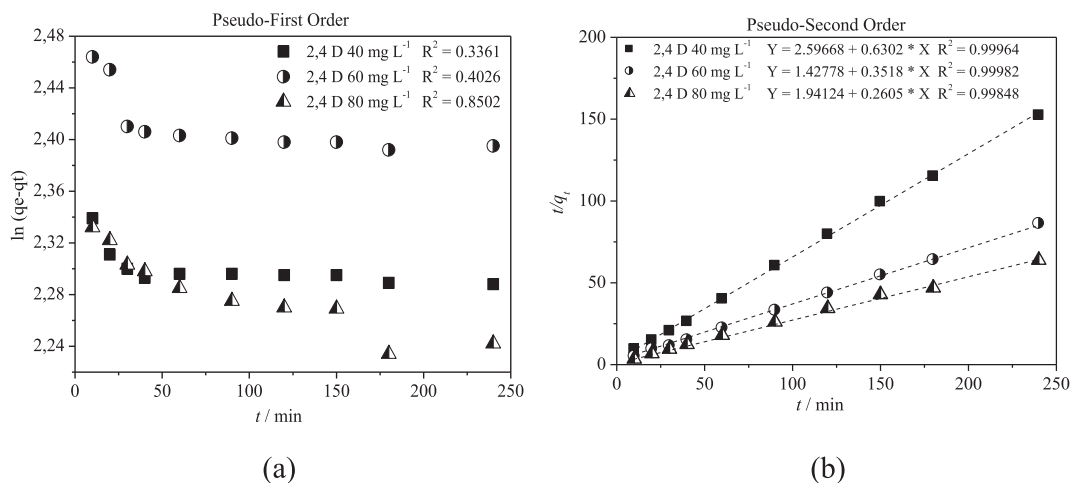 Pseudo-First Order
2,48
2,44
2,40
2,36
2,32
2,28
2,24
ln (qe-qt)
2,4 D 40 mg L⁻¹ R² = 0.3361
2,4 D 60 mg L⁻¹ R² = 0.4026
2,4 D 80 mg L⁻¹ R² = 0.8502
0 50 100 150 200 250
t / min
(a)
Pseudo-Second Order
200
150
100
50
0
t/qₜ
2,4 D 40 mg L⁻¹ Y = 2.59668 + 0.6302 * X R² = 0.99964
2,4 D 60 mg L⁻¹ Y = 1.42778 + 0.3518 * X R² = 0.99982
2,4 D 80 mg L⁻¹ Y = 1.94124 + 0.2605 * X R² = 0.99848
0 50 100 150 200 250
t / min
(b)